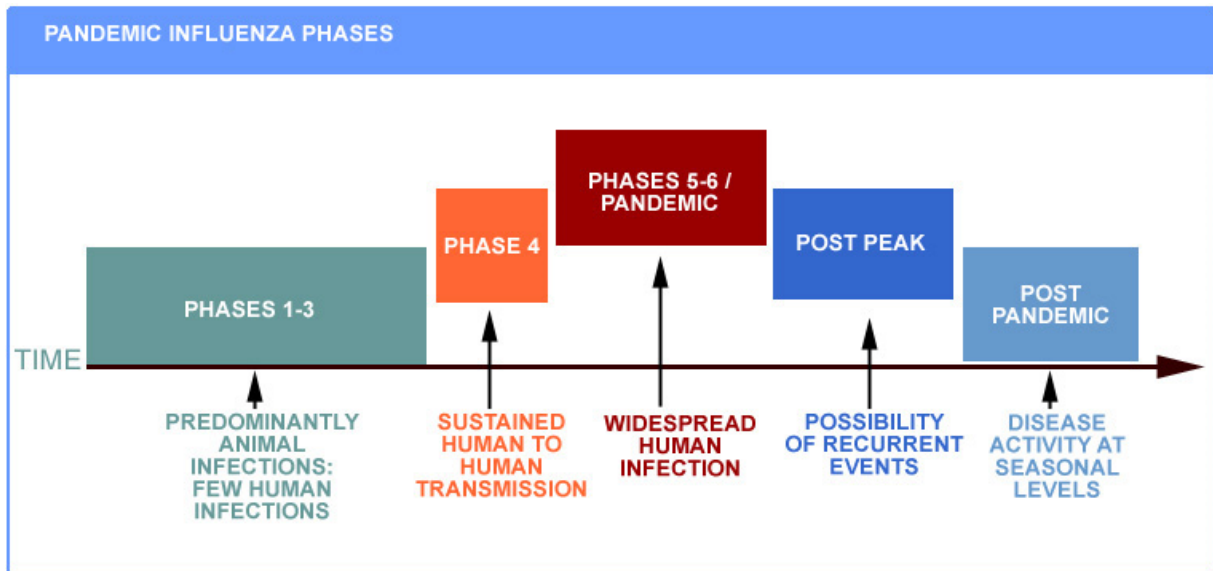 PANDEMIC INFLUENZA PHASES
PHASES 5-6 /
PANDEMIC
PHASE 4
POST PEAK
PHASES 1-3
POST
PANDEMIC
TIME
PREDOMINANTLY
ANIMAL
INFECTIONS:
FEW HUMAN
INFECTIONS
SUSTAINED
HUMAN TO
HUMAN
TRANSMISSION
WIDESPREAD
HUMAN
INFECTION
POSSIBILITY
OF RECURRENT
EVENTS
DISEASE
ACTIVITY AT
SEASONAL
LEVELS